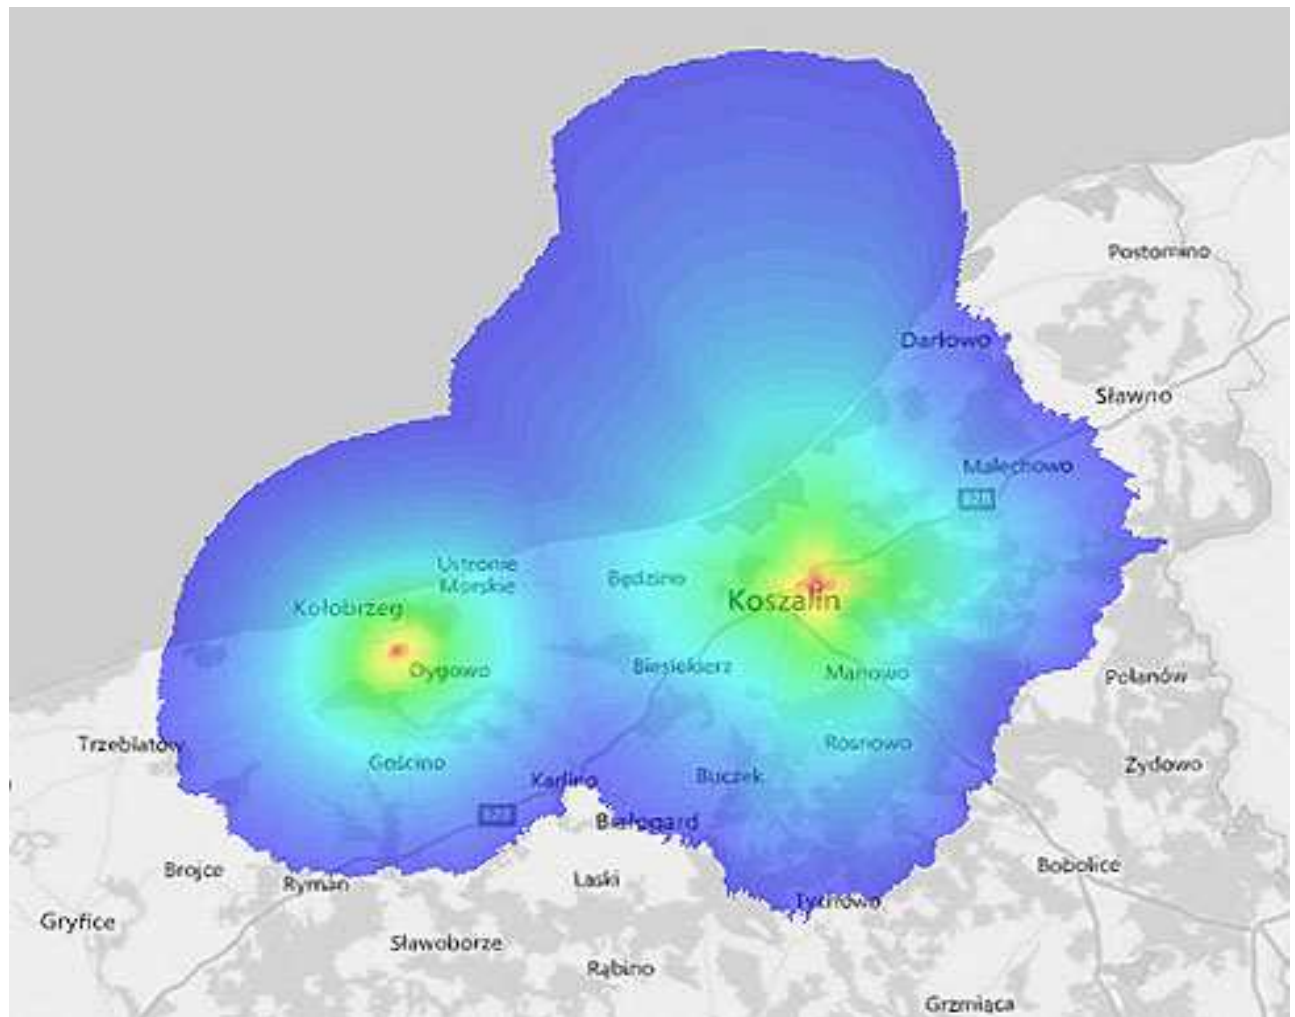 Postomino
Darłowo
Sławno
Malechowo
Ustronie
Morskie
Będzino
Kołobrzeg
Koszalin
Biesiekierz
Dygowo
Manowo
Polanów
Trzebiatów
Gościno
Rosnowo
Żydowo
Karlino
Buczek
Białogard
Bobolice
Brojce
Ryman
Laski
Tychowo
Gryfice
Sławoborze
Rąbino
Grzmiąca